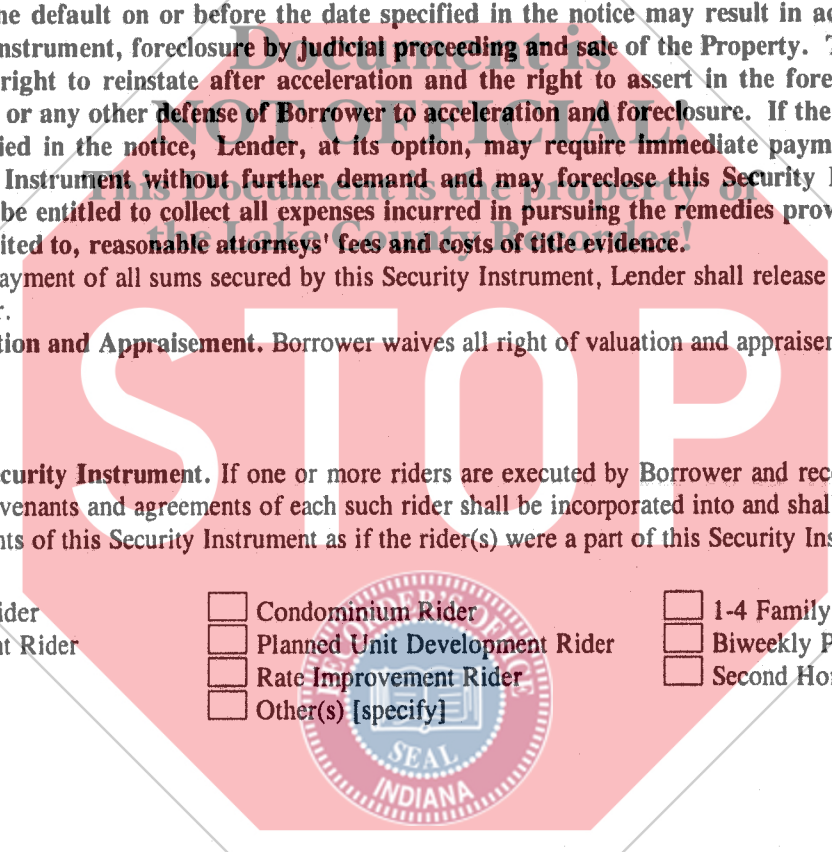 he default on or before the date specified in the notice may result in ac
Document is
nstrument, foreclosure by judicial proceeding and sale of the Property. T
right to reinstate after acceleration and the right to assert in the fore
NOT OFFICIAL!
or any other defense of Borrower to acceleration and foreclosure. If the
ied in the notice, Lender, at its option, may require immediate paym
This Document is the property of
Instrument without further demand and may foreclose this Security I
be entitled to collect all expenses incurred in pursuing the remedies prov
the Lake County Recorder!
ited to, reasonable attorneys' fees and costs of title evidence.
ayment of all sums secured by this Security Instrument, Lender shall release
r.
tion and Appraisement. Borrower waives all right of valuation and appraisem
STOP
curity Instrument. If one or more riders are executed by Borrower and reco
venants and agreements of each such rider shall be incorporated into and shal
nts of this Security Instrument as if the rider(s) were a part of this Security Ins
ider Condominium Rider 1-4 Family
nt Rider Planned Unit Development Rider Biweekly P
Rate Improvement Rider Second Ho
Other(s) [specify]
RECORDER'S OFFICE
SEAL
INDIANA